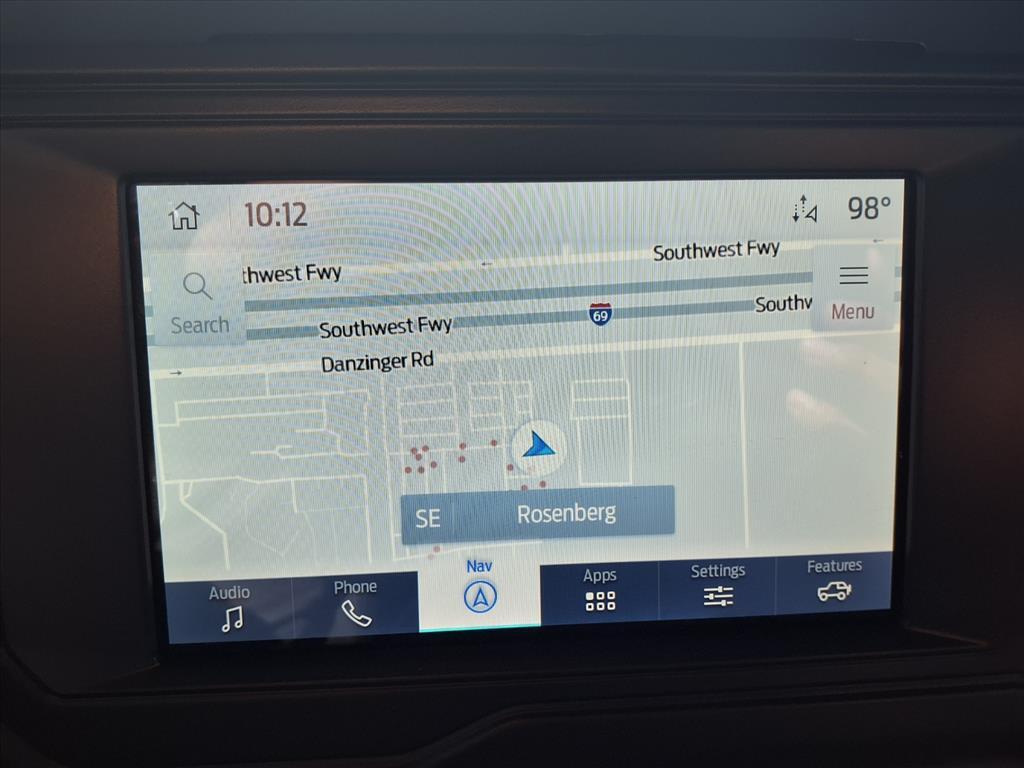 10:12
98°
thwest Fwy
Southwest Fwy
Search
Menu
69
Southw
Southwest Fwy
Danzinger Rd
SE
Rosenberg
Audio
Phone
Nav
Apps
Settings
Features